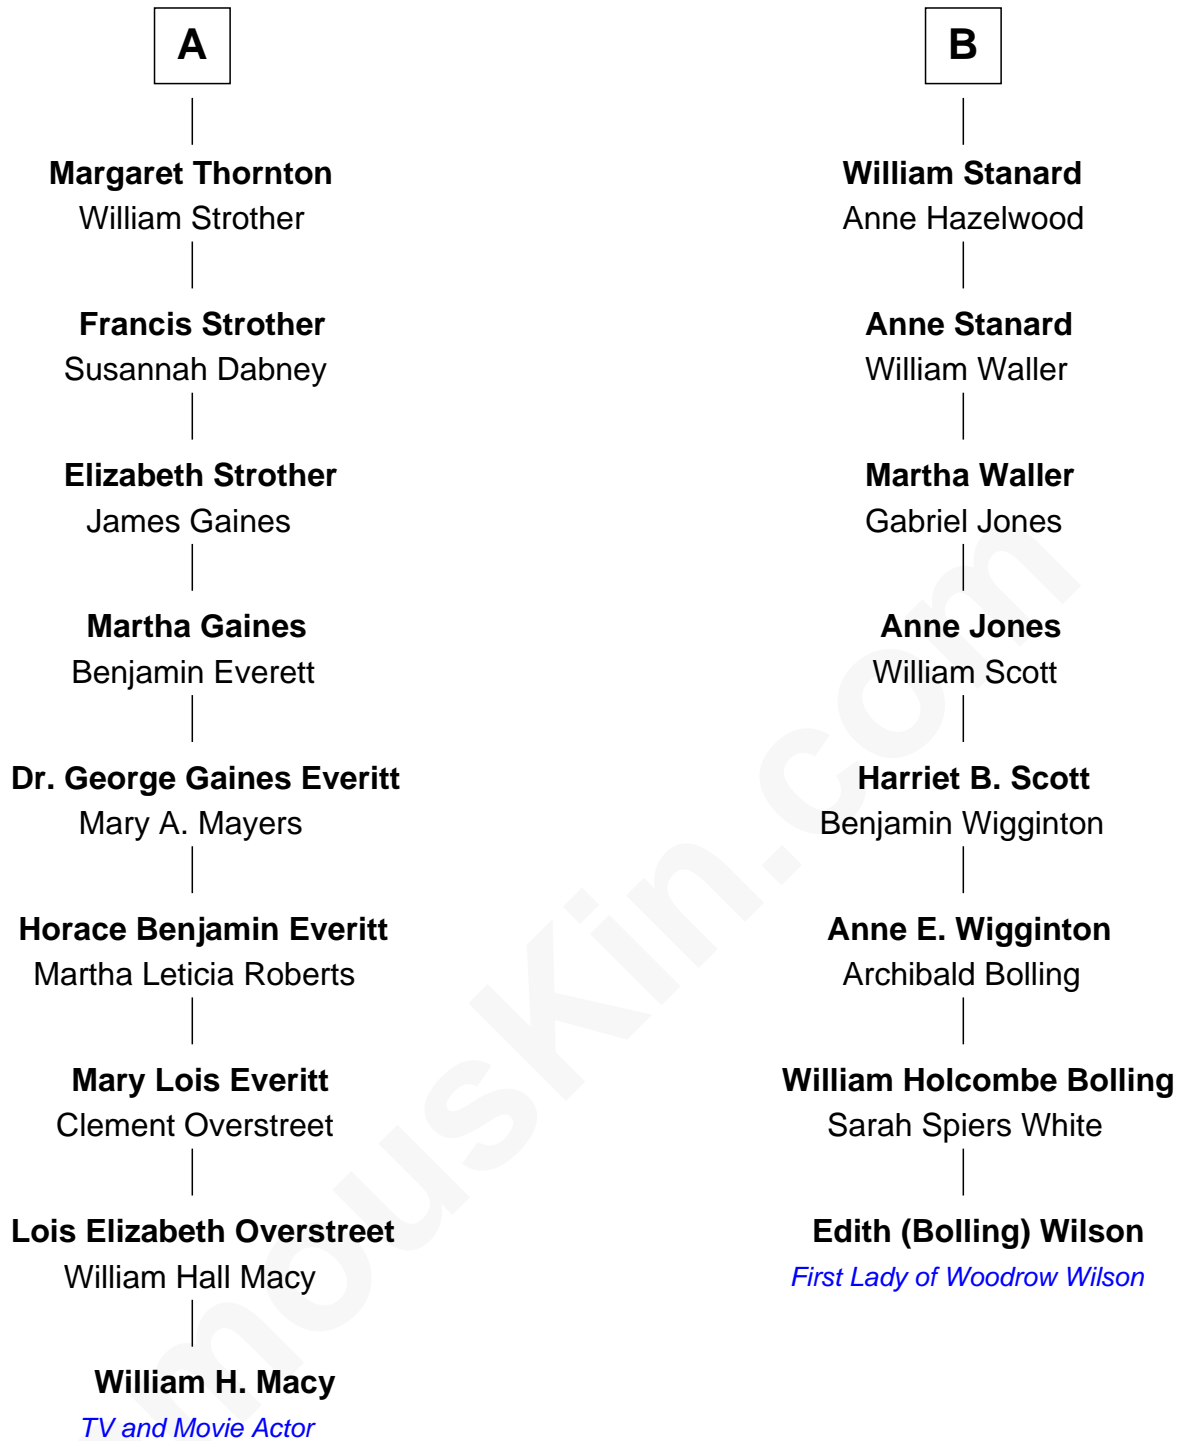 A
Margaret Thornton
William Strother
Francis Strother
Susannah Dabney
Elizabeth Strother
James Gaines
Martha Gaines
Benjamin Everett
Dr. George Gaines Everitt
Mary A. Mayers
Horace Benjamin Everitt
Martha Leticia Roberts
Mary Lois Everitt
Clement Overstreet
Lois Elizabeth Overstreet
William Hall Macy
William H. Macy
TV and Movie Actor
B
William Stanard
Anne Hazelwood
Anne Stanard
William Waller
Martha Waller
Gabriel Jones
Anne Jones
William Scott
Harriet B. Scott
Benjamin Wigginton
Anne E. Wigginton
Archibald Bolling
William Holcombe Bolling
Sarah Spiers White
Edith (Bolling) Wilson
First Lady of Woodrow Wilson
mousKin.com